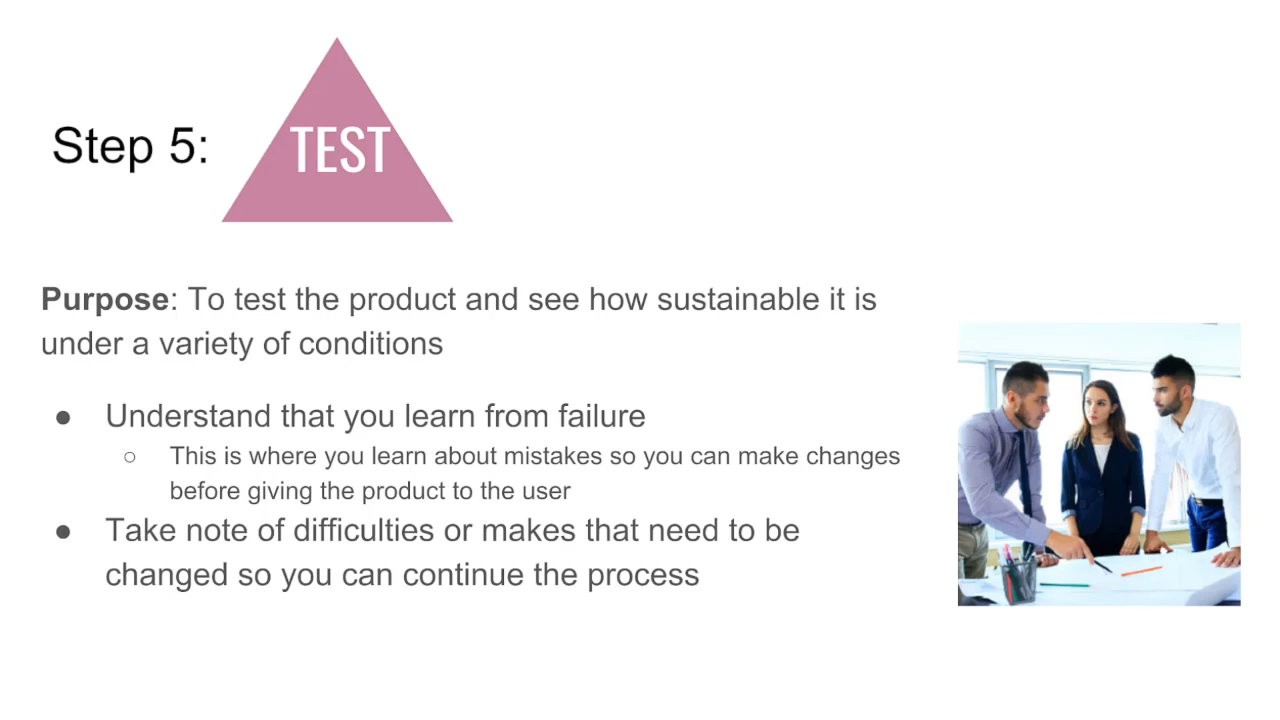 Step 5:
TEST
Purpose: To test the product and see how sustainable it is
under a variety of conditions
● Understand that you learn from failure
○ This is where you learn about mistakes so you can make changes
before giving the product to the user
● Take note of difficulties or makes that need to be
changed so you can continue the process